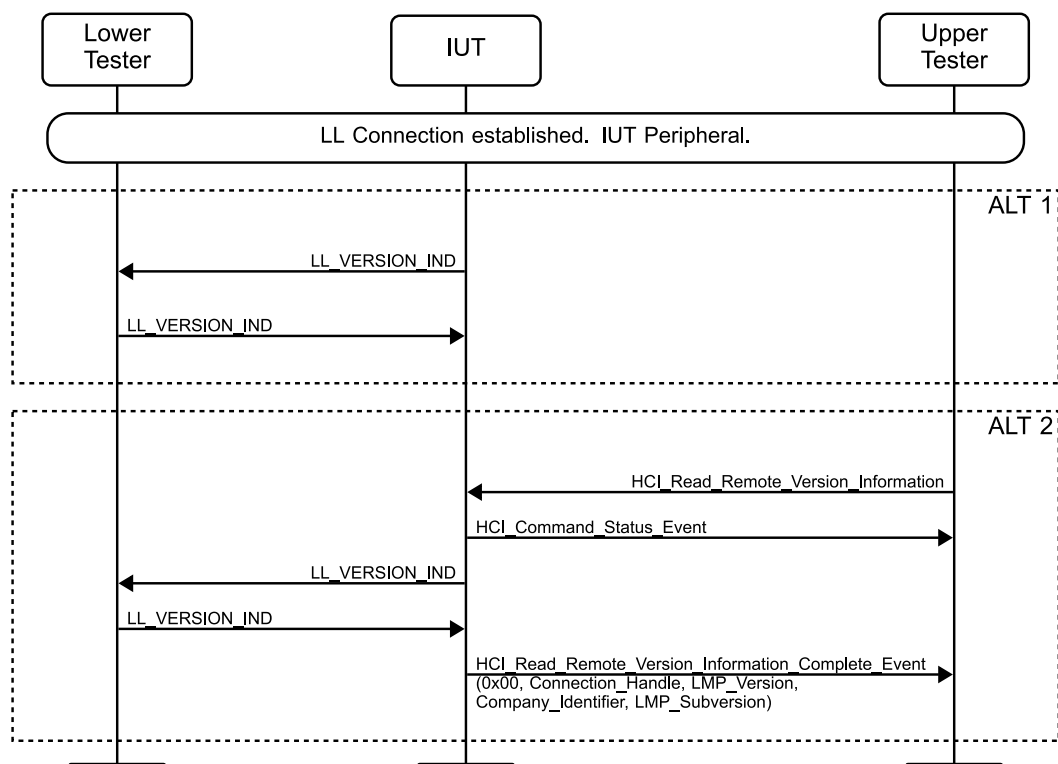 Lower
Tester
IUT
Upper
Tester
LL Connection established.  IUT Peripheral.
ALT 1
LL_VERSION_IND
LL_VERSION_IND
ALT 2
HCI_Read_Remote_Version_Information
HCI_Command_Status_Event
LL_VERSION_IND
LL_VERSION_IND
HCI_Read_Remote_Version_Information_Complete_Event
(0x00, Connection_Handle, LMP_Version,
Company_Identifier, LMP_Subversion)